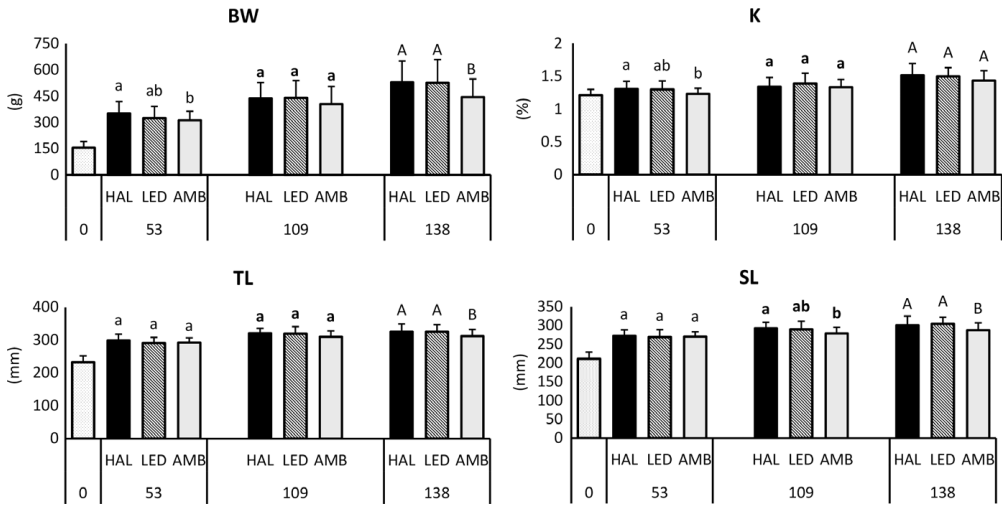 BW
(g)
750
600
450
300
150
0
a ab b a a a A A B
HAL LED AMB HAL LED AMB HAL LED AMB
0 53 109 138
K
(%)
2
1.5
1
0.5
0
a ab b a a a A A A
HAL LED AMB HAL LED AMB HAL LED AMB
0 53 109 138
TL
(mm)
400
300
200
100
0
a a a a a a A A B
HAL LED AMB HAL LED AMB HAL LED AMB
0 53 109 138
SL
(mm)
350
300
250
200
150
100
50
0
a a a a ab b A A B
HAL LED AMB HAL LED AMB HAL LED AMB
0 53 109 138